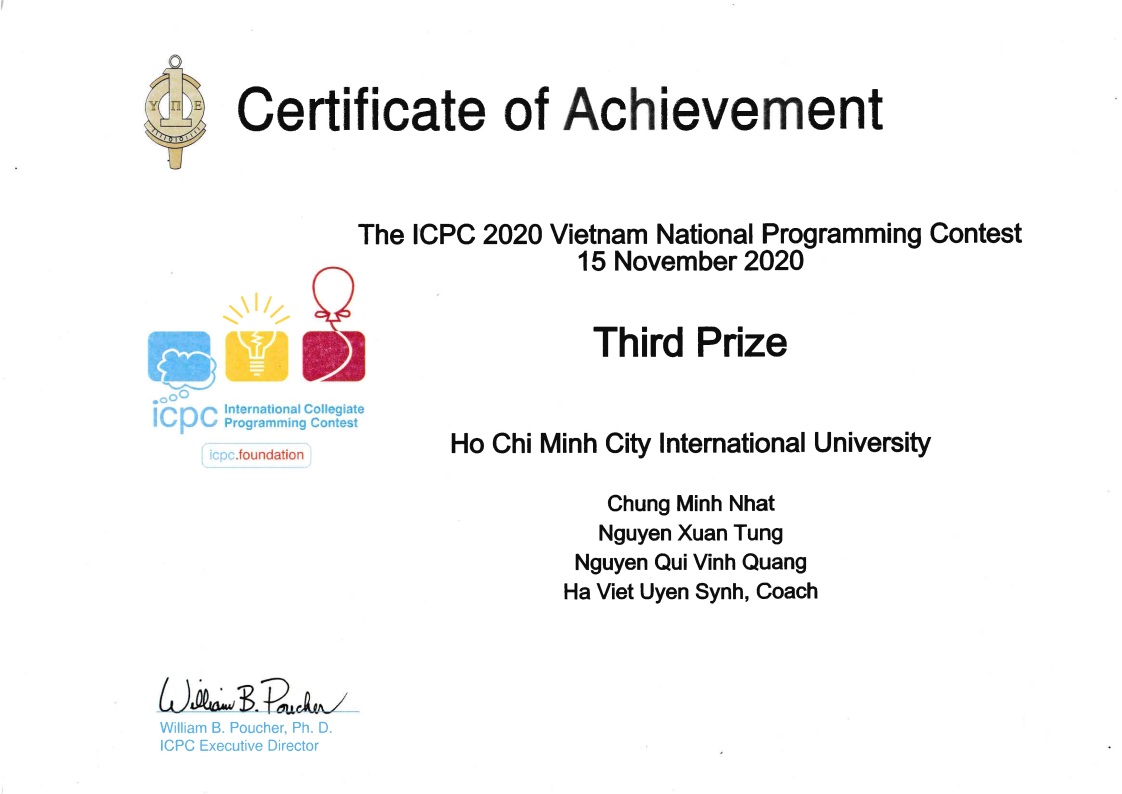 Υ Π Ε
Certificate of Achievement
The ICPC 2020 Vietnam National Programming Contest
15 November 2020
Third Prize
icpc International Collegiate
Programming Contest
icpc.foundation
Ho Chi Minh City International University
Chung Minh Nhat
Nguyen Xuan Tung
Nguyen Qui Vinh Quang
Ha Viet Uyen Synh, Coach
William B. Poucher
William B. Poucher, Ph. D.
ICPC Executive Director